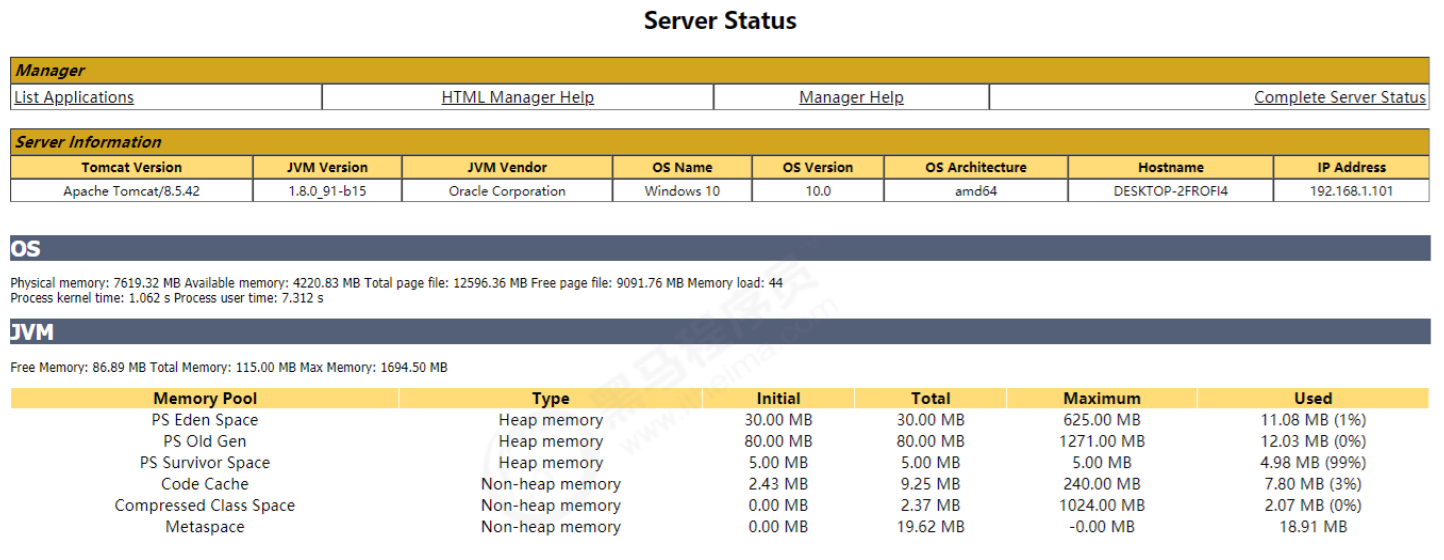 Server Status
Manager
List Applications HTML Manager Help Manager Help Complete Server Status
Server Information
Tomcat Version JVM Version JVM Vendor OS Name OS Version OS Architecture Hostname IP Address
Apache Tomcat/8.5.42 1.8.0_91-b15 Oracle Corporation Windows 10 10.0 amd64 DESKTOP-2FROFI4 192.168.1.101
OS
Physical memory: 7619.32 MB Available memory: 4220.83 MB Total page file: 12596.36 MB Free page file: 9091.76 MB Memory load: 44
Process kernel time: 1.062 s Process user time: 7.312 s
JVM
Free Memory: 86.89 MB Total Memory: 115.00 MB Max Memory: 1694.50 MB
Memory Pool Type Initial Total Maximum Used
PS Eden Space Heap memory 30.00 MB 30.00 MB 625.00 MB 11.08 MB (1%)
PS Old Gen Heap memory 80.00 MB 80.00 MB 1271.00 MB 12.03 MB (0%)
PS Survivor Space Heap memory 5.00 MB 5.00 MB 5.00 MB 4.98 MB (99%)
Code Cache Non-heap memory 2.43 MB 9.25 MB 240.00 MB 7.80 MB (3%)
Compressed Class Space Non-heap memory 0.00 MB 2.37 MB 1024.00 MB 2.07 MB (0%)
Metaspace Non-heap memory 0.00 MB 19.62 MB -0.00 MB 18.91 MB
黑马程序员
www.itheima.com